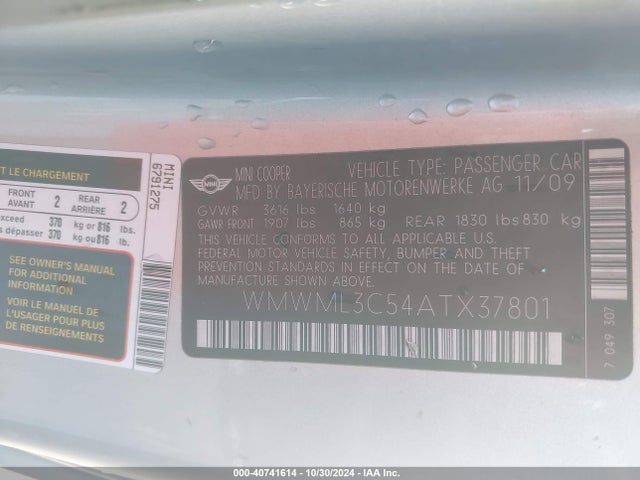 T LE CHARGEMENT
FRONT
AVANT 2 REAR
ARRIÈRE 2
exceed 370 kg or 816 lbs.
s dépasser 370 kg ou 816 lb.
SEE OWNER'S MANUAL
FOR ADDITIONAL
INFORMATION
VOIR LE MANUEL DE
L'USAGER POUR PLUS
DE RENSEIGNEMENTS
MINI
6791275
MINI
MINI COOPER VEHICLE TYPE: PASSENGER CAR
MFD BY BAYERISCHE MOTORENWERKE AG 11/09
GVWR 3616 lbs 1640 kg
GAWR FRONT 1907 lbs 865 kg REAR 1830 lbs 830 kg
THIS VEHICLE CONFORMS TO ALL APPLICABLE U.S.
FEDERAL MOTOR VEHICLE SAFETY, BUMPER AND THEFT
PREVENTION STANDARDS IN EFFECT ON THE DATE OF
MANUFACTURE SHOWN ABOVE
WMWML3C54ATX37801
7 049 307
000-40741614 - 10/30/2024 - IAA Inc.